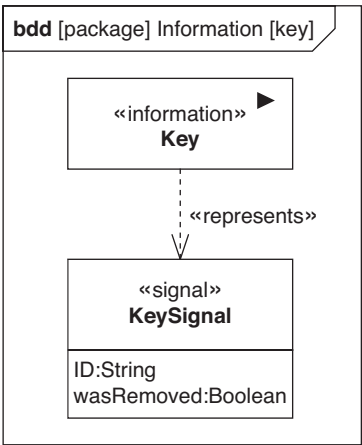 bdd [package] Information [key]
«information»
Key
«represents»
«signal»
KeySignal
ID:String
wasRemoved:Boolean